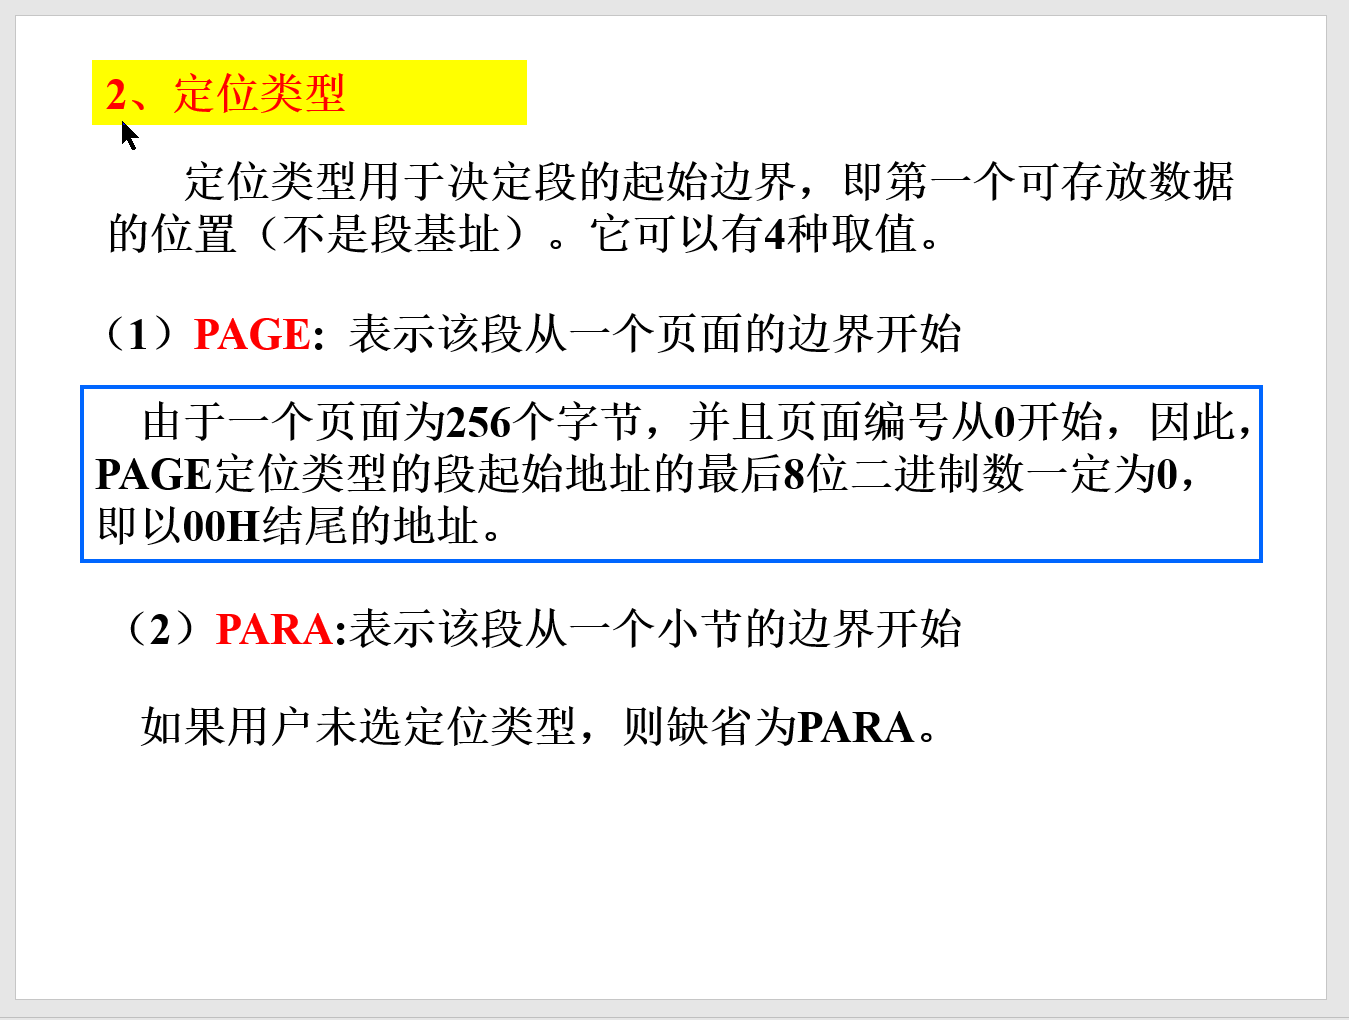 2、定位类型
定位类型用于决定段的起始边界，即第一个可存放数据
的位置（不是段基址）。它可以有4种取值。
（1）PAGE: 表示该段从一个页面的边界开始
由于一个页面为256个字节，并且页面编号从0开始，因此，
PAGE定位类型的段起始地址的最后8位二进制数一定为0，
即以00H结尾的地址。
（2）PARA:表示该段从一个小节的边界开始
如果用户未选定位类型，则缺省为PARA。